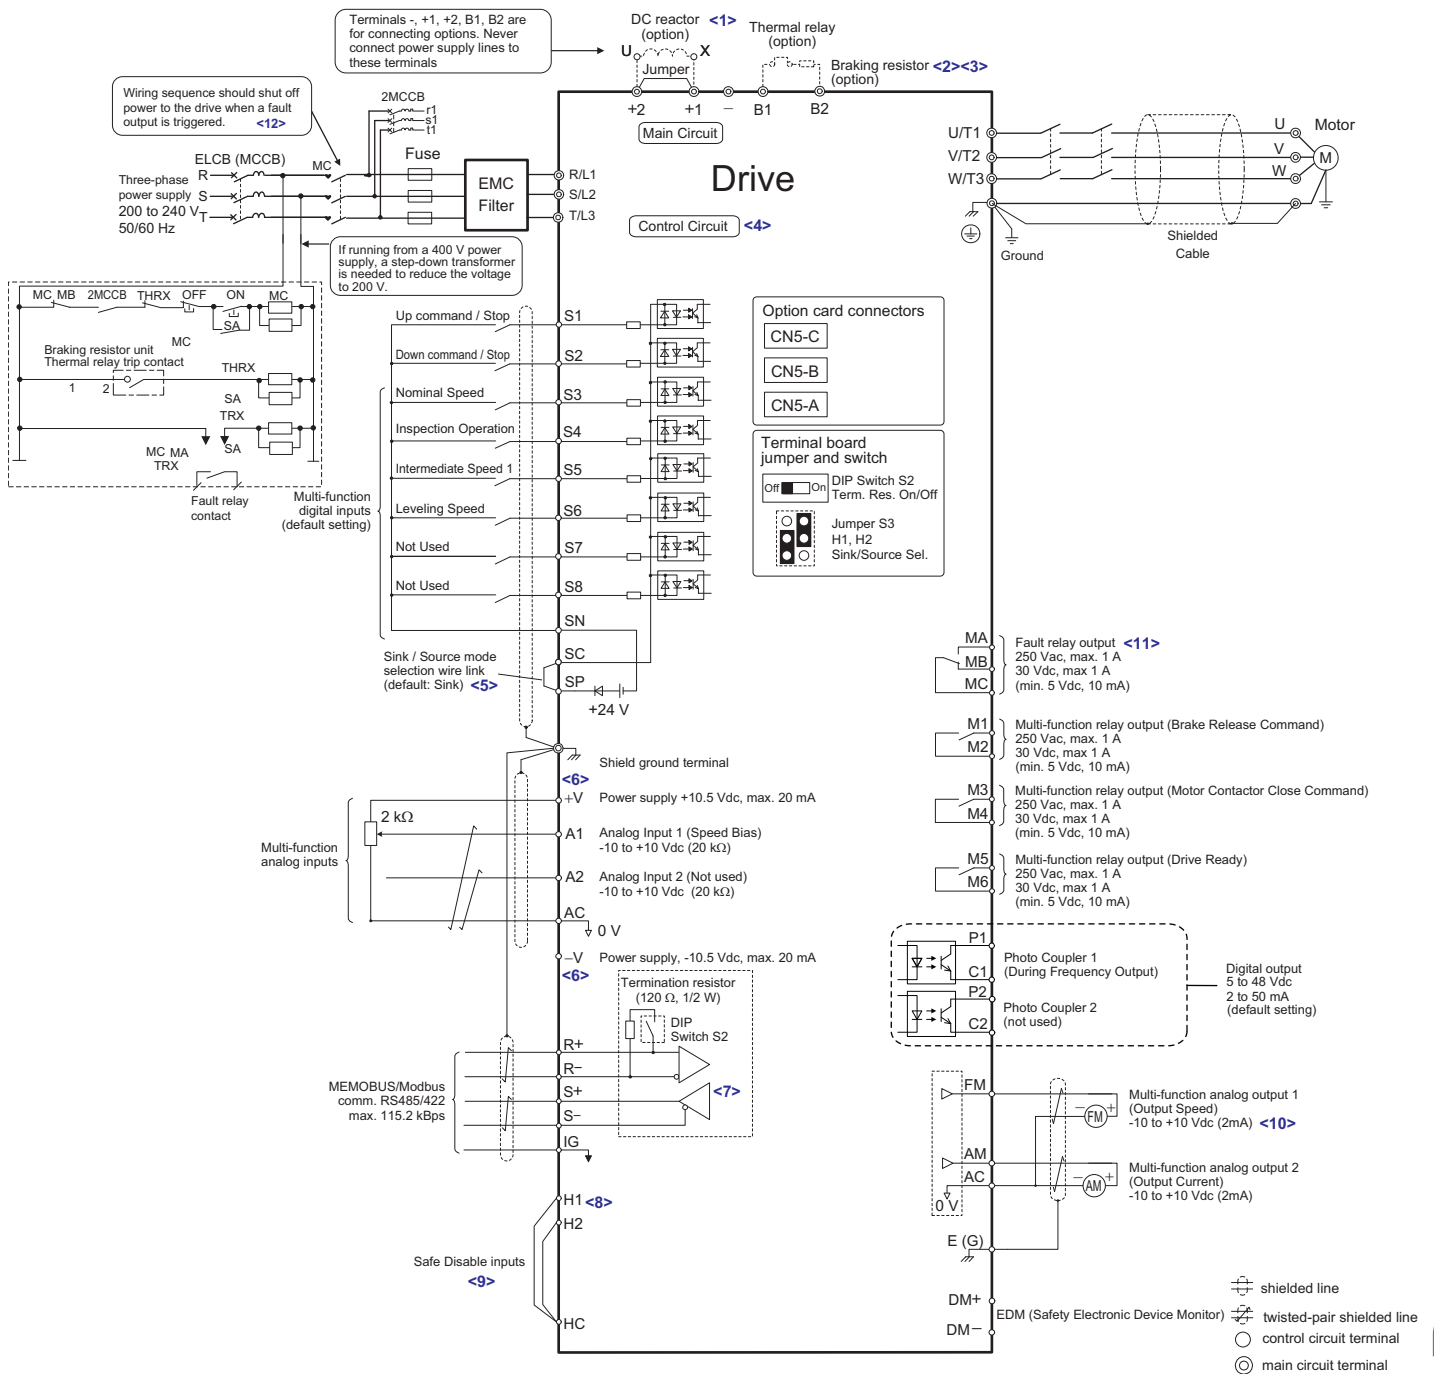 Terminals -, +1, +2, B1, B2 are
for connecting options. Never
connect power supply lines to
these terminals
DC reactor <1>
(option)
U X
Jumper
Thermal relay
(option)
Braking resistor <2><3>
(option)
+2 +1 − B1 B2
Main Circuit
Drive
Control Circuit <4>
Wiring sequence should shut off
power to the drive when a fault
output is triggered. <12>
2MCCB
r1
s1
t1
ELCB (MCCB)
MC
Fuse
Three-phase
power supply
200 to 240 V
50/60 Hz
R
S
T
EMC
Filter
R/L1
S/L2
T/L3
If running from a 400 V power
supply, a step-down transformer
is needed to reduce the voltage
to 200 V.
U/T1
V/T2
W/T3
U
V
W
Motor
M
Ground
Shielded
Cable
MC MB 2MCCB THRX OFF ON MC
SA
MC
Braking resistor unit
Thermal relay trip contact
1 2
THRX
SA
TRX
MC MA
TRX
SA
Fault relay
contact
Multi-function
digital inputs
(default setting)
Up command / Stop S1
Down command / Stop S2
Nominal Speed S3
Inspection Operation S4
Intermediate Speed 1 S5
Leveling Speed S6
Not Used S7
Not Used S8
SN
SC
SP
+24 V
Sink / Source mode
selection wire link
(default: Sink) <5>
Option card connectors
CN5-C
CN5-B
CN5-A
Terminal board
jumper and switch
Off On
DIP Switch S2
Term. Res. On/Off
Jumper S3
H1, H2
Sink/Source Sel.
Shield ground terminal
<6>
+V Power supply +10.5 Vdc, max. 20 mA
2 kΩ
Multi-function
analog inputs
A1 Analog Input 1 (Speed Bias)
-10 to +10 Vdc (20 kΩ)
A2 Analog Input 2 (Not used)
-10 to +10 Vdc (20 kΩ)
AC
0 V
−V Power supply, -10.5 Vdc, max. 20 mA
<6>
Termination resistor
(120 Ω, 1/2 W)
DIP
Switch S2
MEMOBUS/Modbus
comm. RS485/422
max. 115.2 kBps
R+
R−
S+
S−
IG
<7>
H1 <8>
H2
Safe Disable inputs
<9>
HC
MA
MB
MC
Fault relay output <11>
250 Vac, max. 1 A
30 Vdc, max 1 A
(min. 5 Vdc, 10 mA)
M1
M2
Multi-function relay output (Brake Release Command)
250 Vac, max. 1 A
30 Vdc, max 1 A
(min. 5 Vdc, 10 mA)
M3
M4
Multi-function relay output (Motor Contactor Close Command)
250 Vac, max. 1 A
30 Vdc, max 1 A
(min. 5 Vdc, 10 mA)
M5
M6
Multi-function relay output (Drive Ready)
250 Vac, max. 1 A
30 Vdc, max 1 A
(min. 5 Vdc, 10 mA)
P1
C1
Photo Coupler 1
(During Frequency Output)
P2
C2
Photo Coupler 2
(not used)
Digital output
5 to 48 Vdc
2 to 50 mA
(default setting)
FM
− FM +
Multi-function analog output 1
(Output Speed)
-10 to +10 Vdc (2mA) <10>
AM
AC
0 V
− AM +
Multi-function analog output 2
(Output Current)
-10 to +10 Vdc (2mA)
E (G)
DM+
DM−
EDM (Safety Electronic Device Monitor)
shielded line
twisted-pair shielded line
control circuit terminal
main circuit terminal